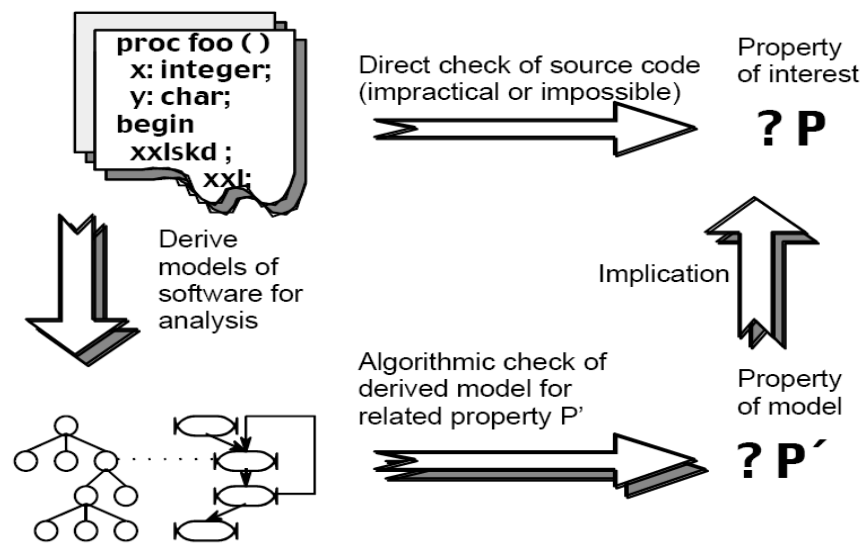 proc foo ( )
x: integer;
y: char;
begin
xxlskd ;
xxl;
Direct check of source code
(impractical or impossible)
Property
of interest
? P
Derive
models of
software for
analysis
Implication
Algorithmic check of
derived model for
related property P’
Property
of model
? P´